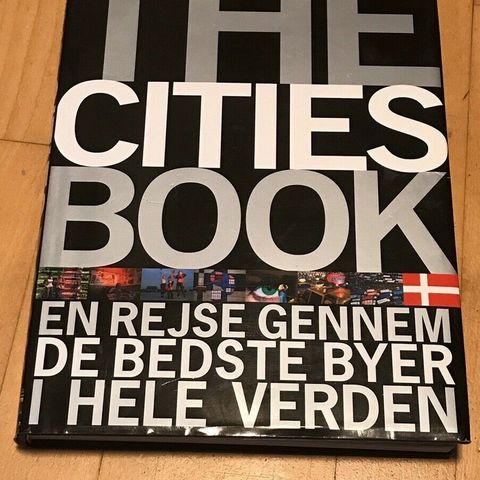 THE
CITIES
BOOK
EN REJSE GENNEM
DE BEDSTE BYER
I HELE VERDEN